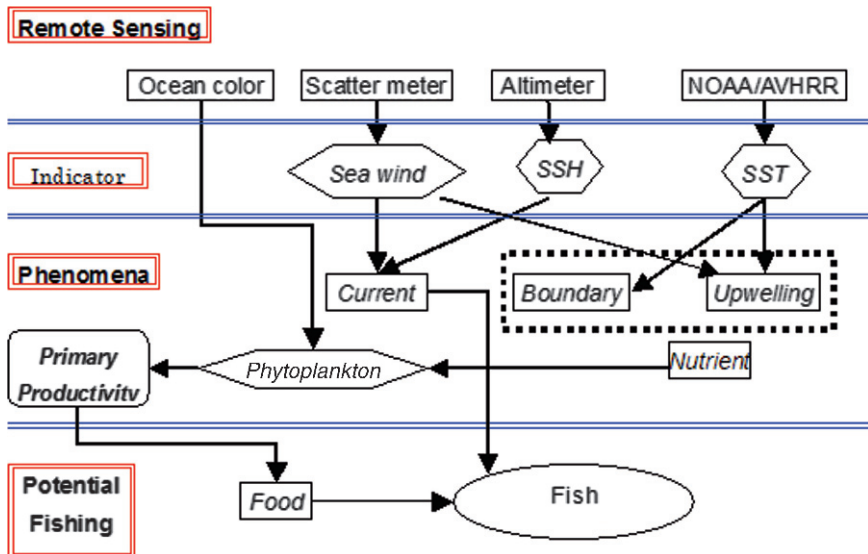 Remote Sensing
Ocean color
Scatter meter
Altimeter
NOAA/AVHRR
Indicator
Sea wind
SSH
SST
Phenomena
Current
Boundary
Upwelling
Primary
Productivity
Phytoplankton
Nutrient
Potential
Fishing
Food
Fish